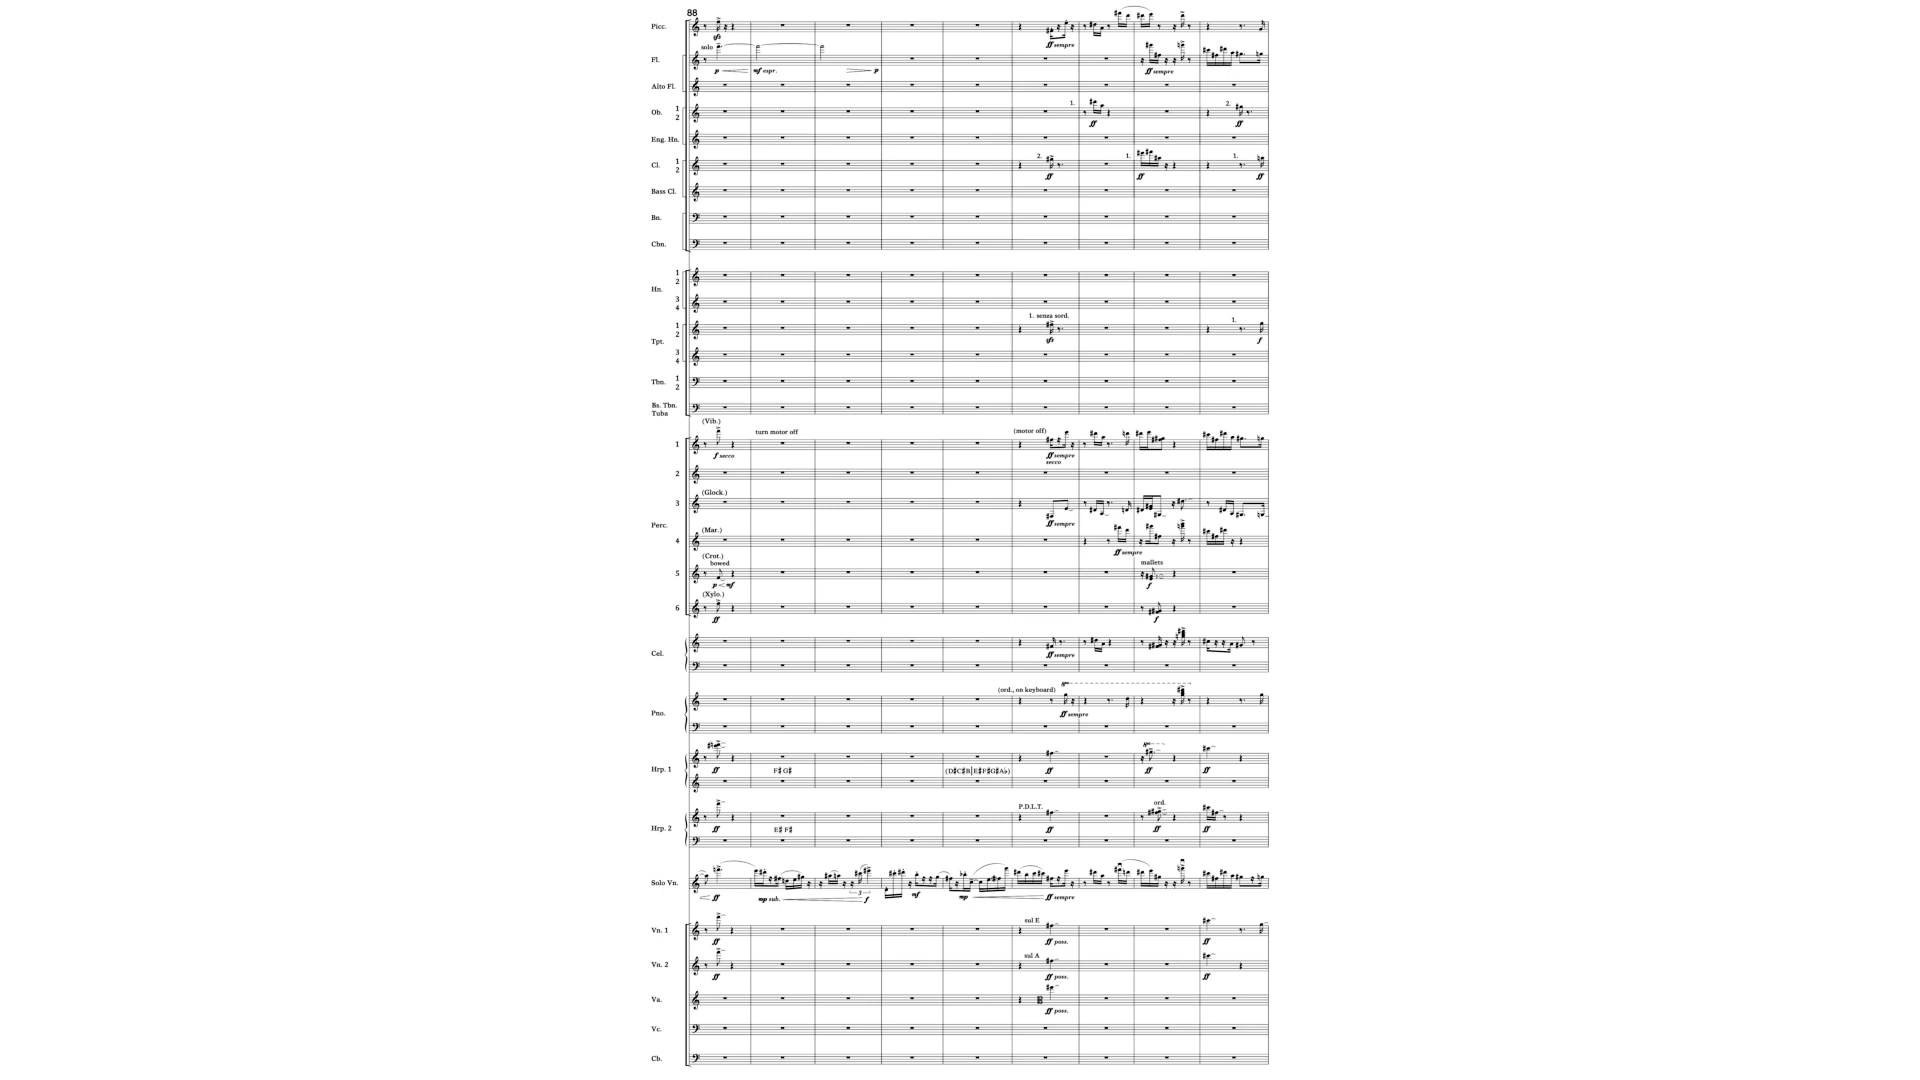 88
Picc.
sfz
ff sempre
solo
Fl.
p
mf espr.
p
ff sempre
Alto Fl.
Ob.
1
2
1.
ff
2.
ff
Eng. Hn.
Cl.
1
2
2.
ff
1.
ff
1.
ff
Bass Cl.
Bn.
Cbn.
Hn.
1
2
3
4
1. senza sord.
Tpt.
1
2
sfz
1.
f
3
4
Tbn.
1
2
Bs. Tbn.
Tuba
(Vib.)
turn motor off
(motor off)
1
f secco
ff sempre
secco
2
(Glock.)
3
ff sempre
Perc.
(Mar.)
4
ff sempre
(Crot.)
bowed
mallets
5
p
mf
f
(Xylo.)
6
ff
f
Cel.
ff sempre
(ord., on keyboard)
8va
Pno.
ff sempre
8va
Hrp. 1
ff
F♯ G♯
(D♯C♯B|E♯F♯G♯A♭)
ff
ff
ff
P.D.L.T.
ord.
Hrp. 2
ff
E♯ F♯
ff
ff
ff
Solo Vn.
ff
mp sub.
3
f
mf
mp
ff sempre
sul E
Vn. 1
ff
ff poss.
ff
sul A
Vn. 2
ff
ff poss.
ff
Va.
ff poss.
Vc.
Cb.